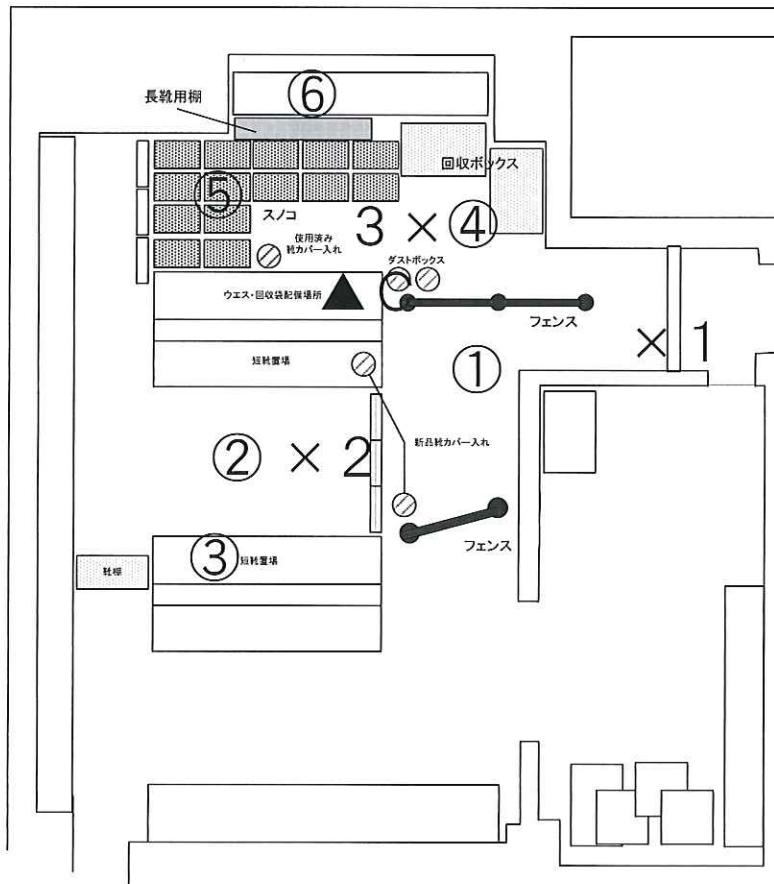 ⑥
長靴用棚
回収ボックス
⑤
スノコ
3 × ④
使用済み
靴カバー入れ
ダストボックス
ウエス・回収袋配備場所
フェンス
× 1
短靴置場
①
② × 2
新品靴カバー入れ
フェンス
③
短靴置場
靴棚